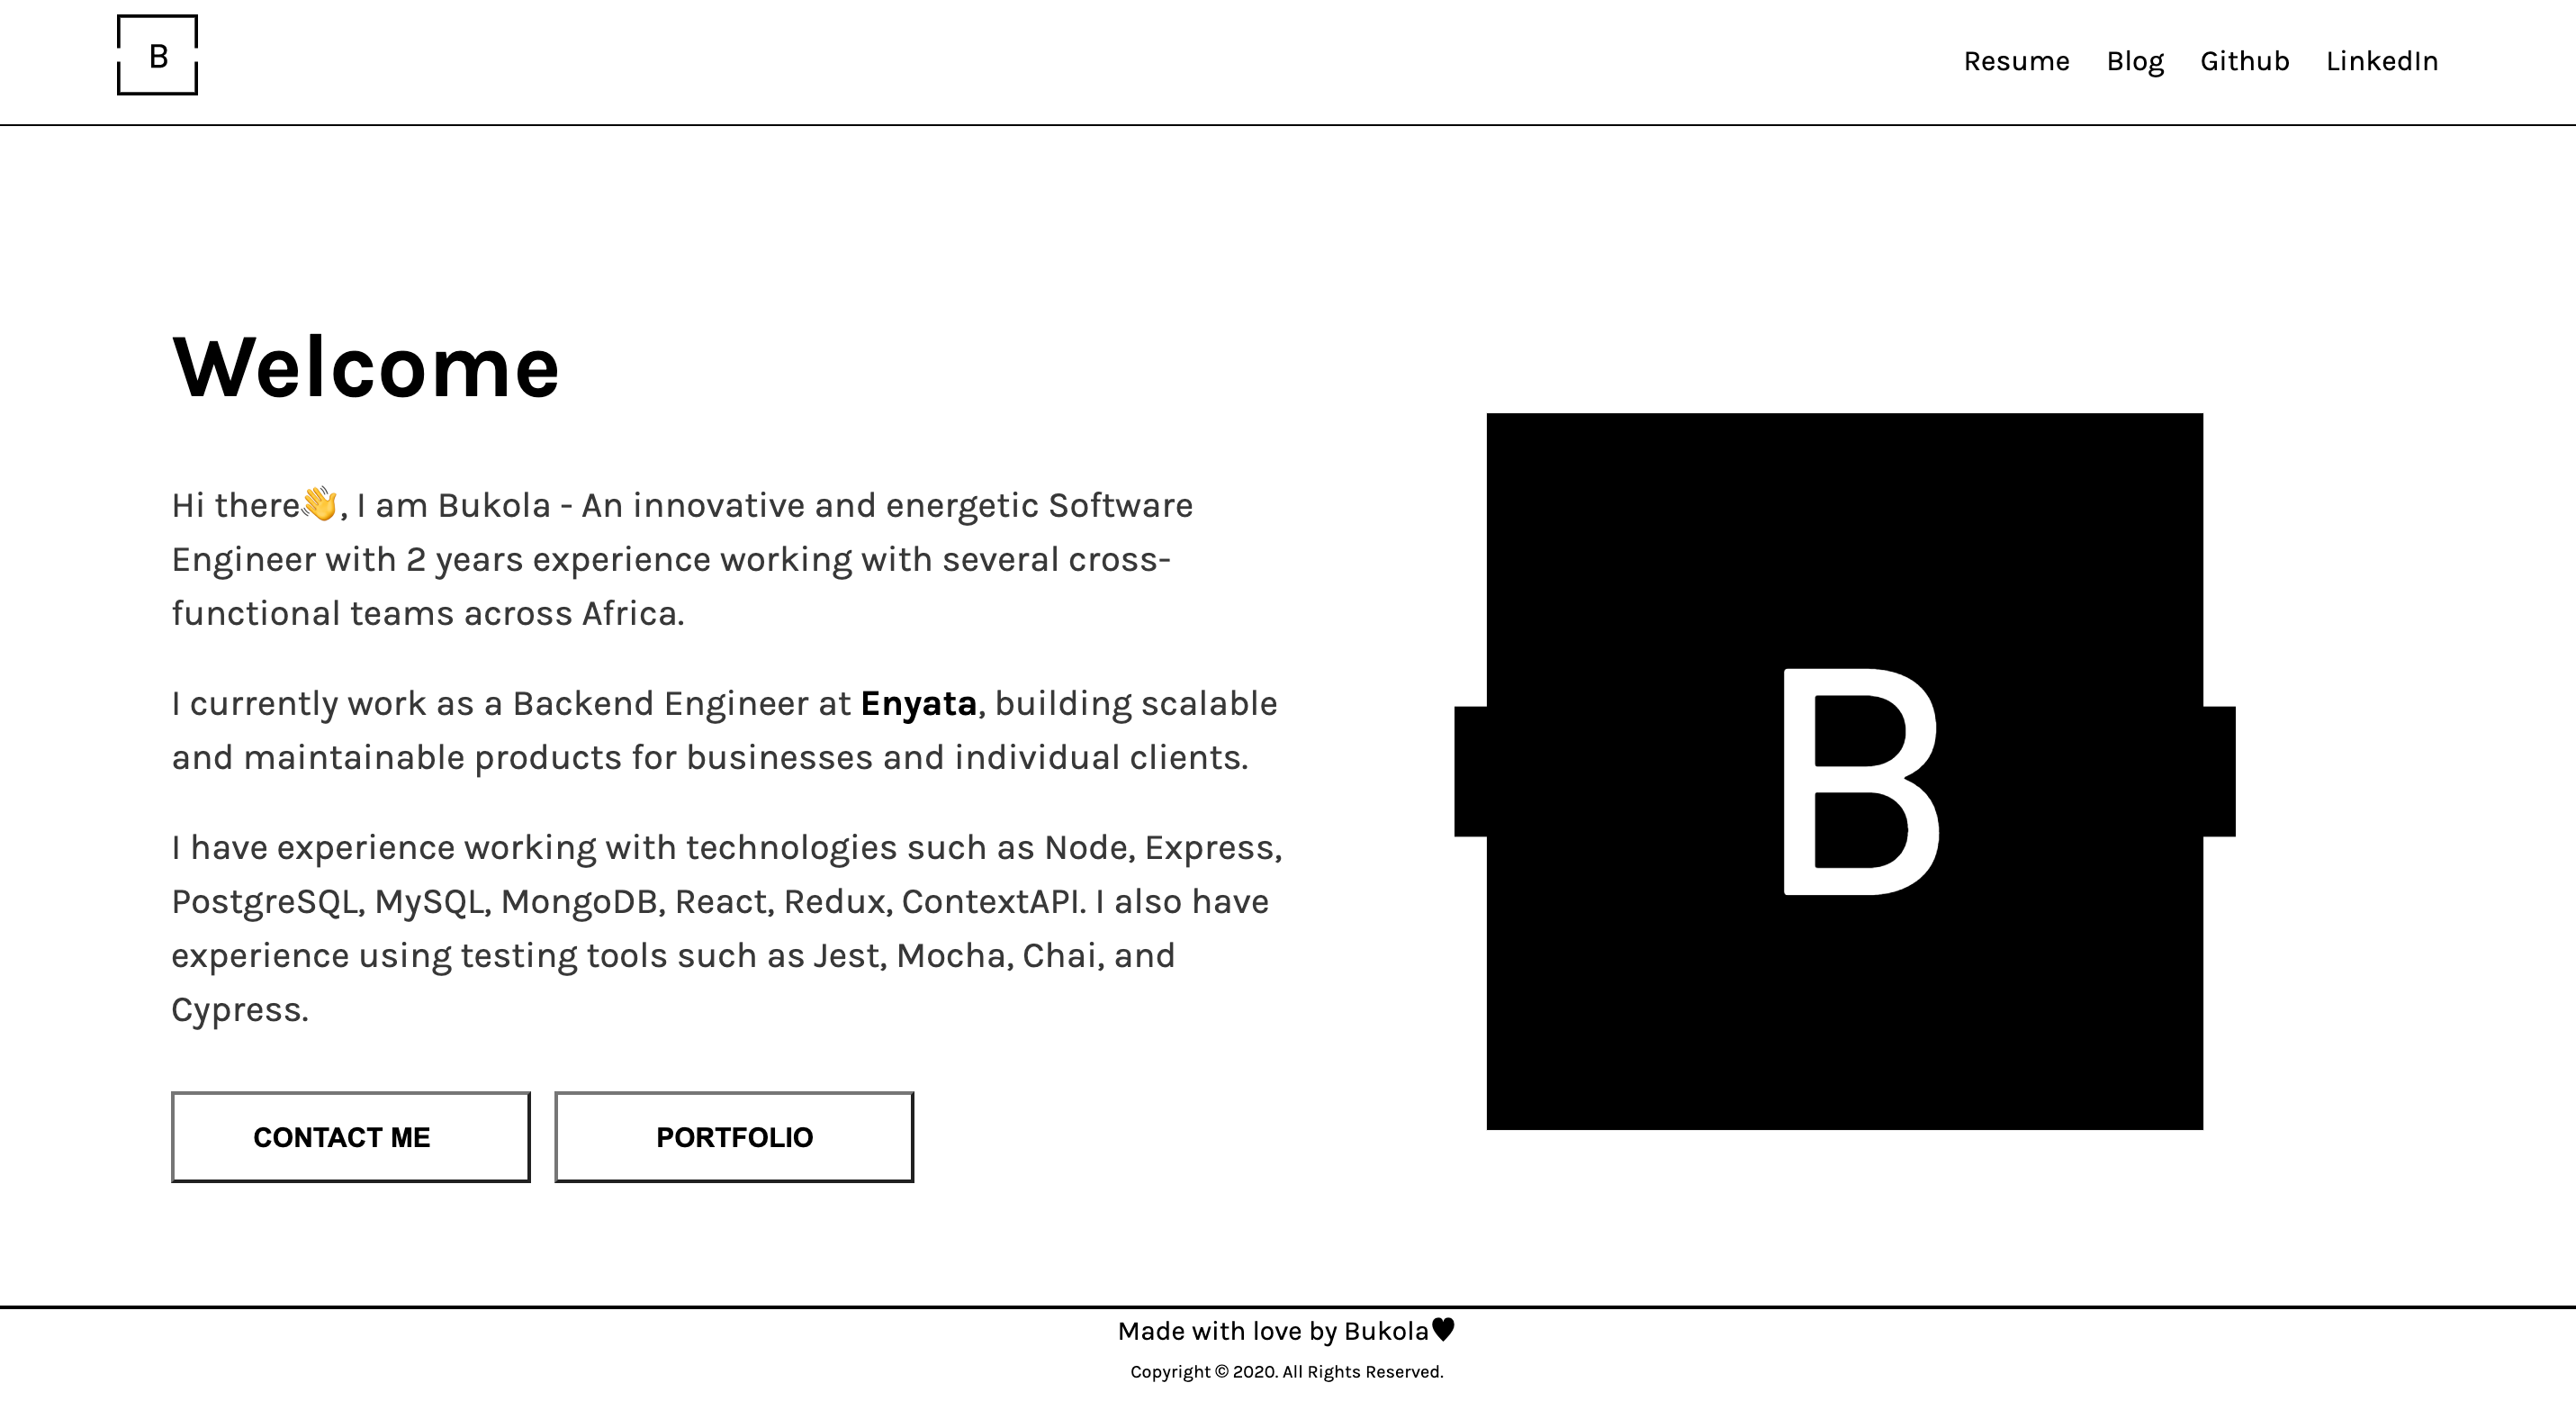 B
Resume Blog Github LinkedIn
Welcome
Hi there👋, I am Bukola - An innovative and energetic Software
Engineer with 2 years experience working with several cross-
functional teams across Africa.
I currently work as a Backend Engineer at Enyata, building scalable
and maintainable products for businesses and individual clients.
I have experience working with technologies such as Node, Express,
PostgreSQL, MySQL, MongoDB, React, Redux, ContextAPI. I also have
experience using testing tools such as Jest, Mocha, Chai, and
Cypress.
CONTACT ME PORTFOLIO
B
Made with love by Bukola♥
Copyright © 2020. All Rights Reserved.